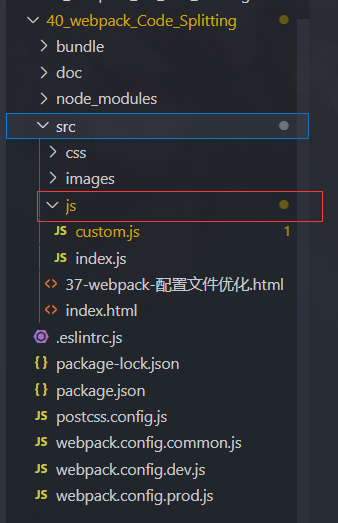 40_webpack_Code_Splitting
bundle
doc
node_modules
src
css
images
js
JS custom.js 1
JS index.js
<> 37-webpack-配置文件优化.html
<> index.html
.eslintrc.js
{} package-lock.json
{} package.json
JS postcss.config.js
JS webpack.config.common.js
JS webpack.config.dev.js
JS webpack.config.prod.js